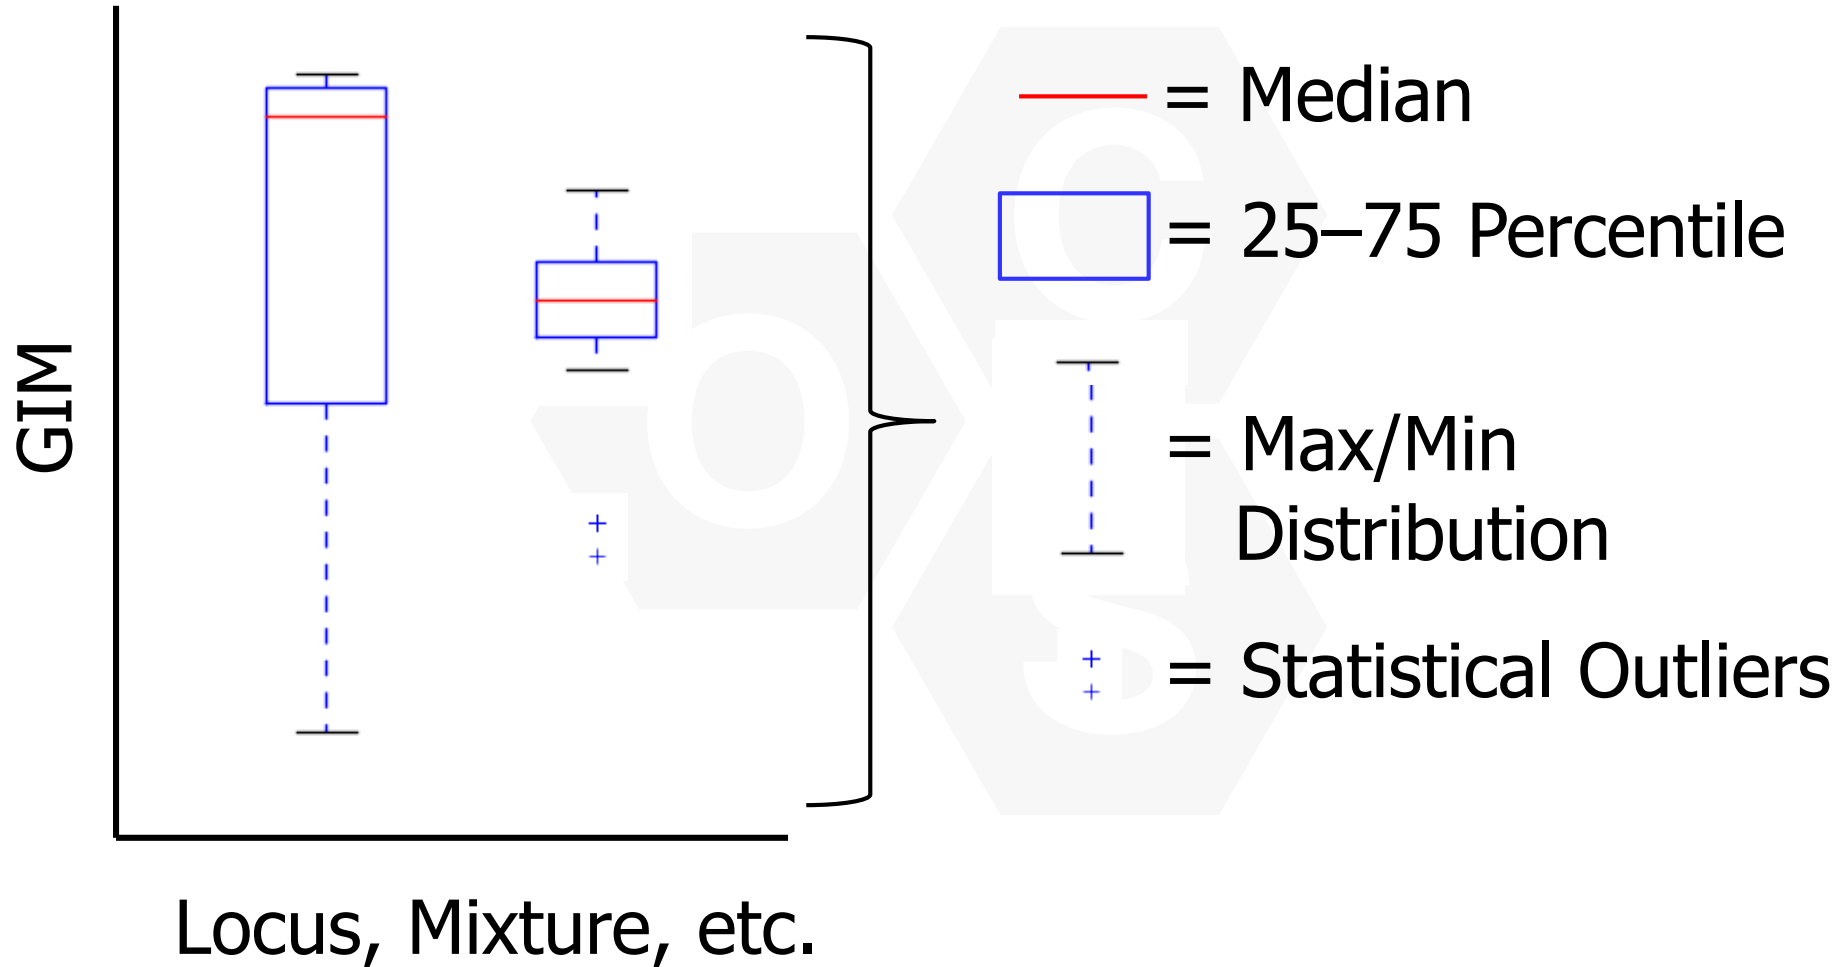 GIM
Locus, Mixture, etc.
= Median
= 25–75 Percentile
= Max/Min
Distribution
= Statistical Outliers